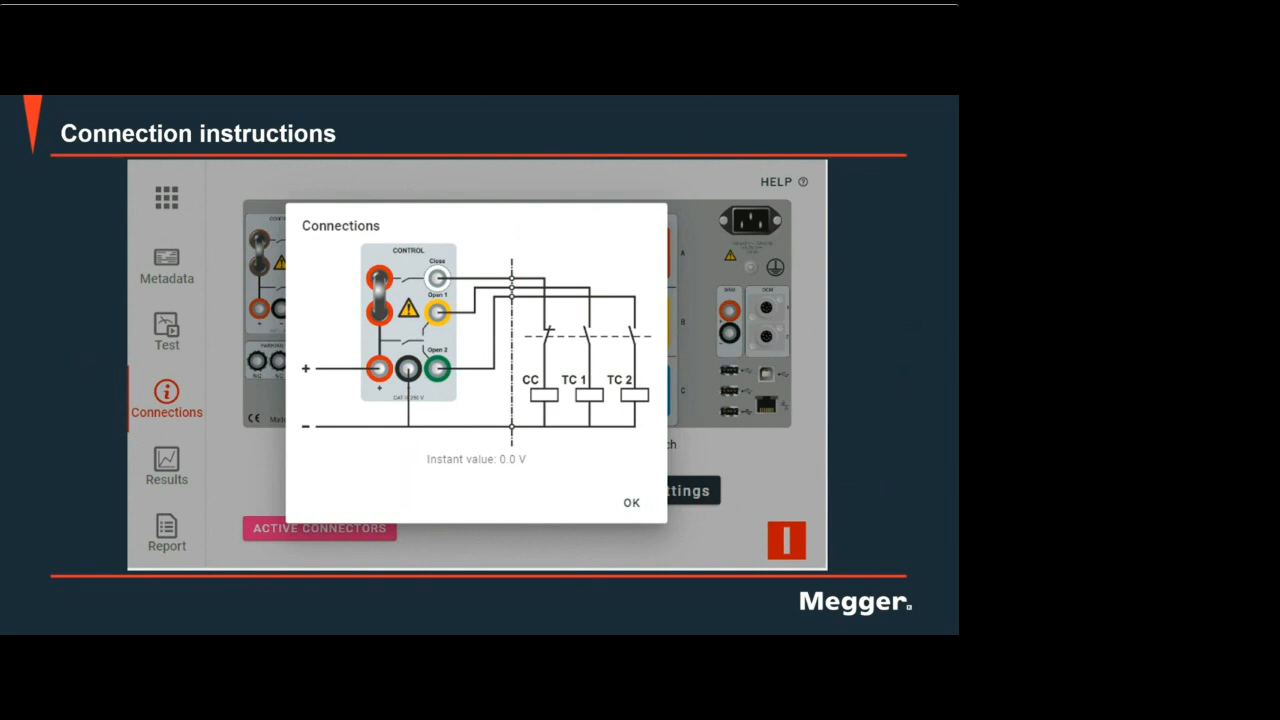 Connection instructions
HELP
Metadata
Test
Connections
Results
Report
Connections
CONTROL
Close
Open 1
Open 2
+
+
-
CC
TC 1
TC 2
Instant value: 0.0 V
OK
A
B
C
CE
ttings
ACTIVE CONNECTORS
Megger